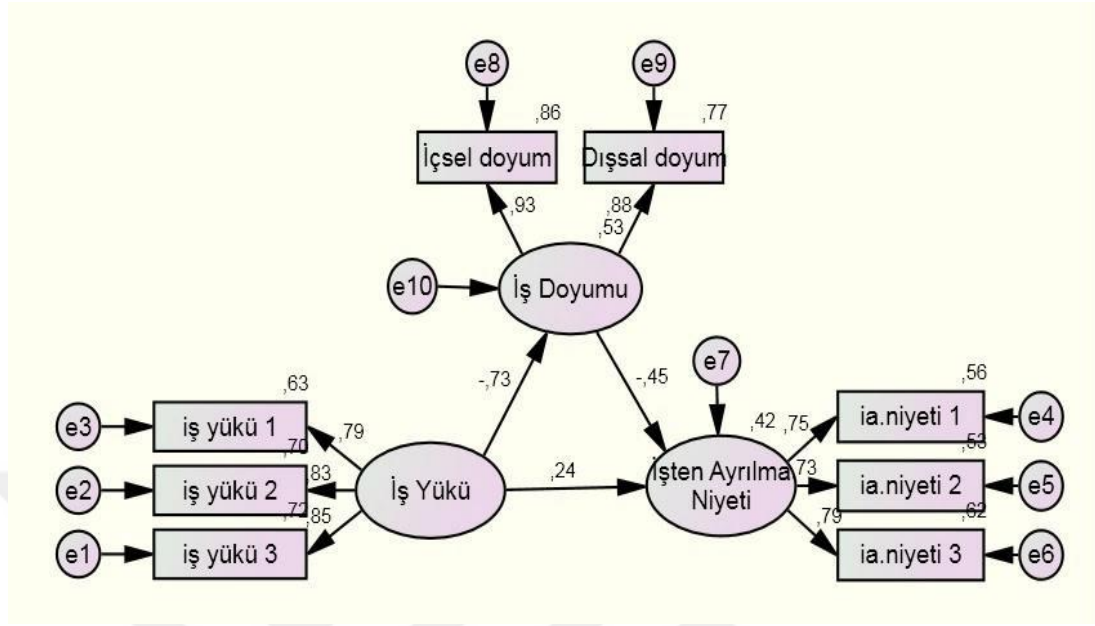 e8
e9
,86
,77
İçsel doyum
Dışsal doyum
,93
,88
,53
e10
İş Doyumu
-,73
-,45
e7
,63
,56
e3
iş yükü 1
,79
,42
,75
ia.niyeti 1
e4
,70
,53
e2
iş yükü 2
,83
İş Yükü
,24
İşten Ayrılma
Niyeti
,73
ia.niyeti 2
e5
,72
,85
,62
e1
iş yükü 3
,79
ia.niyeti 3
e6